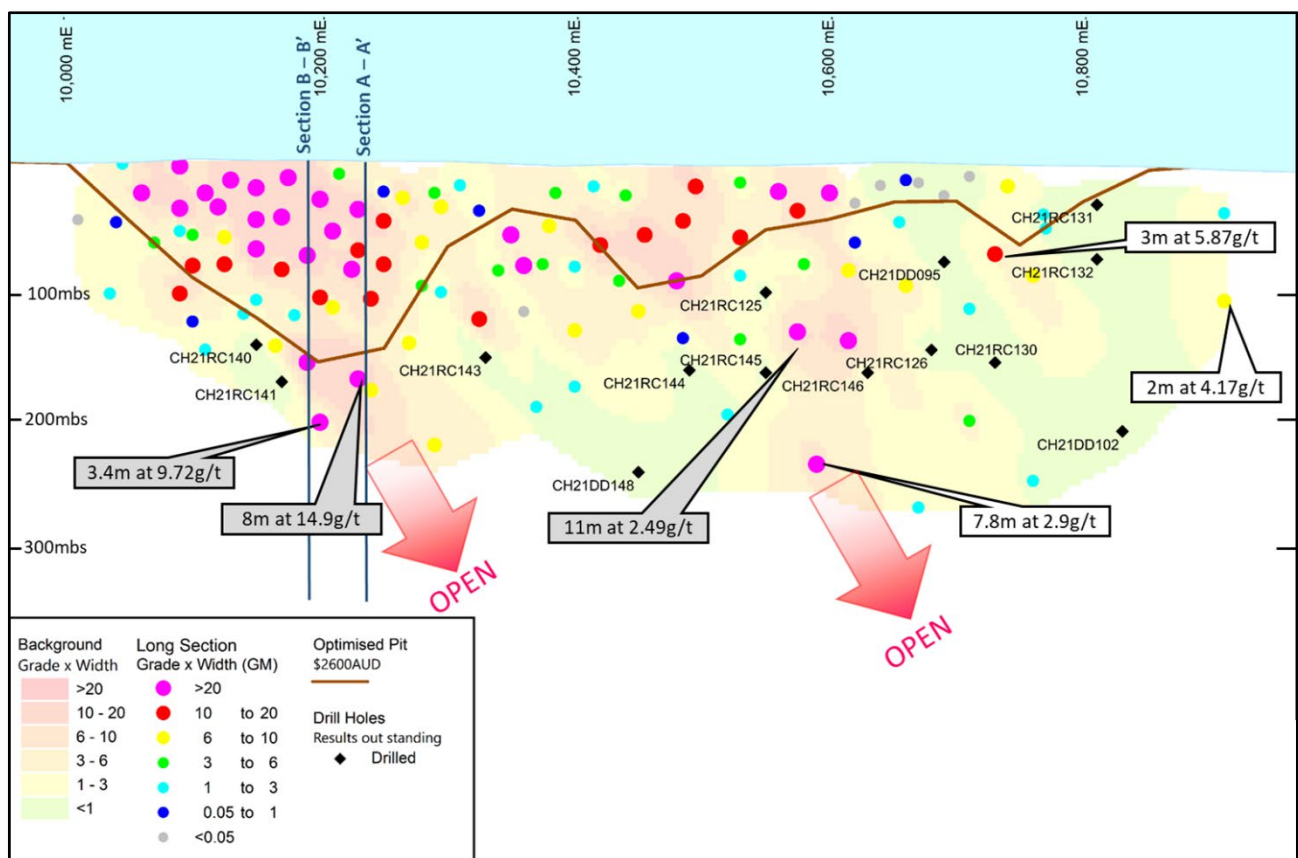 10,000 mE
Section B – B'
10,200 mE
Section A – A'
10,400 mE
10,600 mE
10,800 mE
CH21RC131
3m at 5.87g/t
CH21DD095
CH21RC132
100mbs
CH21RC125
CH21RC140
CH21RC143
CH21RC145
CH21RC126
CH21RC130
CH21RC141
CH21RC144
CH21RC146
2m at 4.17g/t
200mbs
CH21DD102
3.4m at 9.72g/t
CH21DD148
8m at 14.9g/t
11m at 2.49g/t
7.8m at 2.9g/t
300mbs
OPEN
OPEN
Background
Grade x Width
>20
10 - 20
6 - 10
3 - 6
1 - 3
<1
Long Section
Grade x Width (GM)
>20
10 to 20
6 to 10
3 to 6
1 to 3
0.05 to 1
<0.05
Optimised Pit
$2600AUD
Drill Holes
Results out standing
Drilled